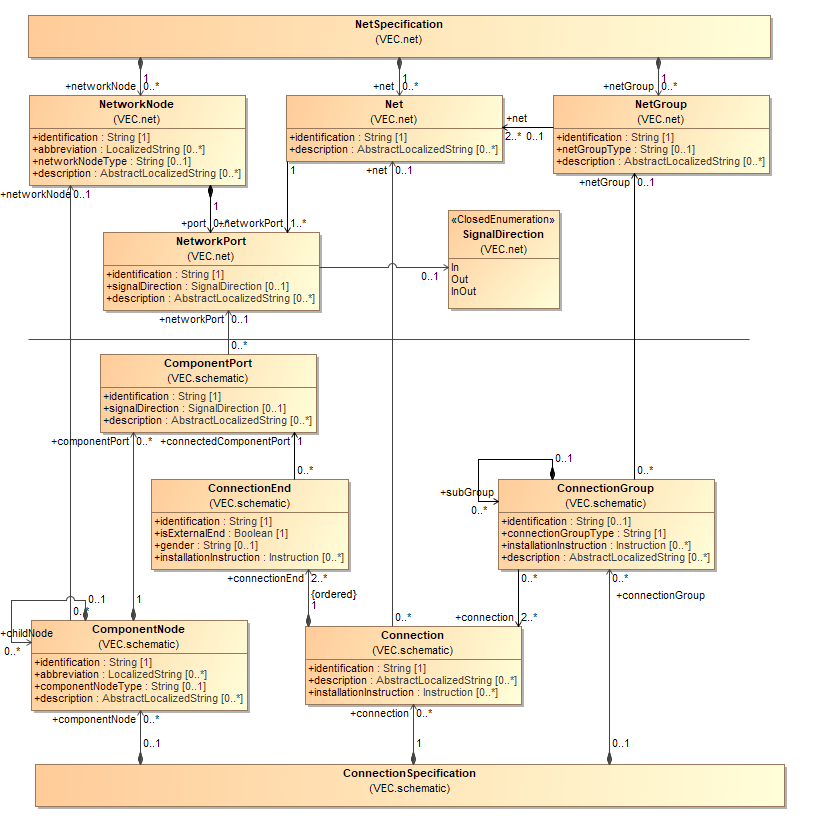 NetSpecification
(VEC.net)
1
1
1
+networkNode
0..*
+net
0..*
+netGroup
0..*
NetworkNode
(VEC.net)
+identification : String [1]
+abbreviation : LocalizedString [0..*]
+networkNodeType : String [0..1]
+description : AbstractLocalizedString [0..*]
Net
(VEC.net)
+identification : String [1]
+description : AbstractLocalizedString [0..*]
+net
2..*
0..1
NetGroup
(VEC.net)
+identification : String [1]
+netGroupType : String [0..1]
+description : AbstractLocalizedString [0..*]
+networkNode
0..1
1
1
+net
0..1
+netGroup
0..1
+port
0..*
+networkPort
1..*
«ClosedEnumeration»
SignalDirection
(VEC.net)
In
Out
InOut
NetworkPort
(VEC.net)
+identification : String [1]
+signalDirection : SignalDirection [0..1]
+description : AbstractLocalizedString [0..*]
0..1
+networkPort
0..1
0..*
ComponentPort
(VEC.schematic)
+identification : String [1]
+signalDirection : SignalDirection [0..1]
+description : AbstractLocalizedString [0..*]
+componentPort
0..*
+connectedComponentPort
1
0..*
0..1
0..*
+subGroup
0..*
ConnectionEnd
(VEC.schematic)
+identification : String [1]
+isExternalEnd : Boolean [1]
+gender : String [0..1]
+installationInstruction : Instruction [0..*]
ConnectionGroup
(VEC.schematic)
+identification : String [0..1]
+connectionGroupType : String [1]
+installationInstruction : Instruction [0..*]
+description : AbstractLocalizedString [0..*]
+connectionEnd
2..*
{ordered}
1
0..*
0..*
+connectionGroup
0..1
0..*
1
+childNode
0..*
0..*
+connection
2..*
ComponentNode
(VEC.schematic)
+identification : String [1]
+abbreviation : LocalizedString [0..*]
+componentNodeType : String [0..1]
+description : AbstractLocalizedString [0..*]
Connection
(VEC.schematic)
+identification : String [1]
+description : AbstractLocalizedString [0..*]
+installationInstruction : Instruction [0..*]
+componentNode
0..*
+connection
0..*
0..1
1
0..1
ConnectionSpecification
(VEC.schematic)